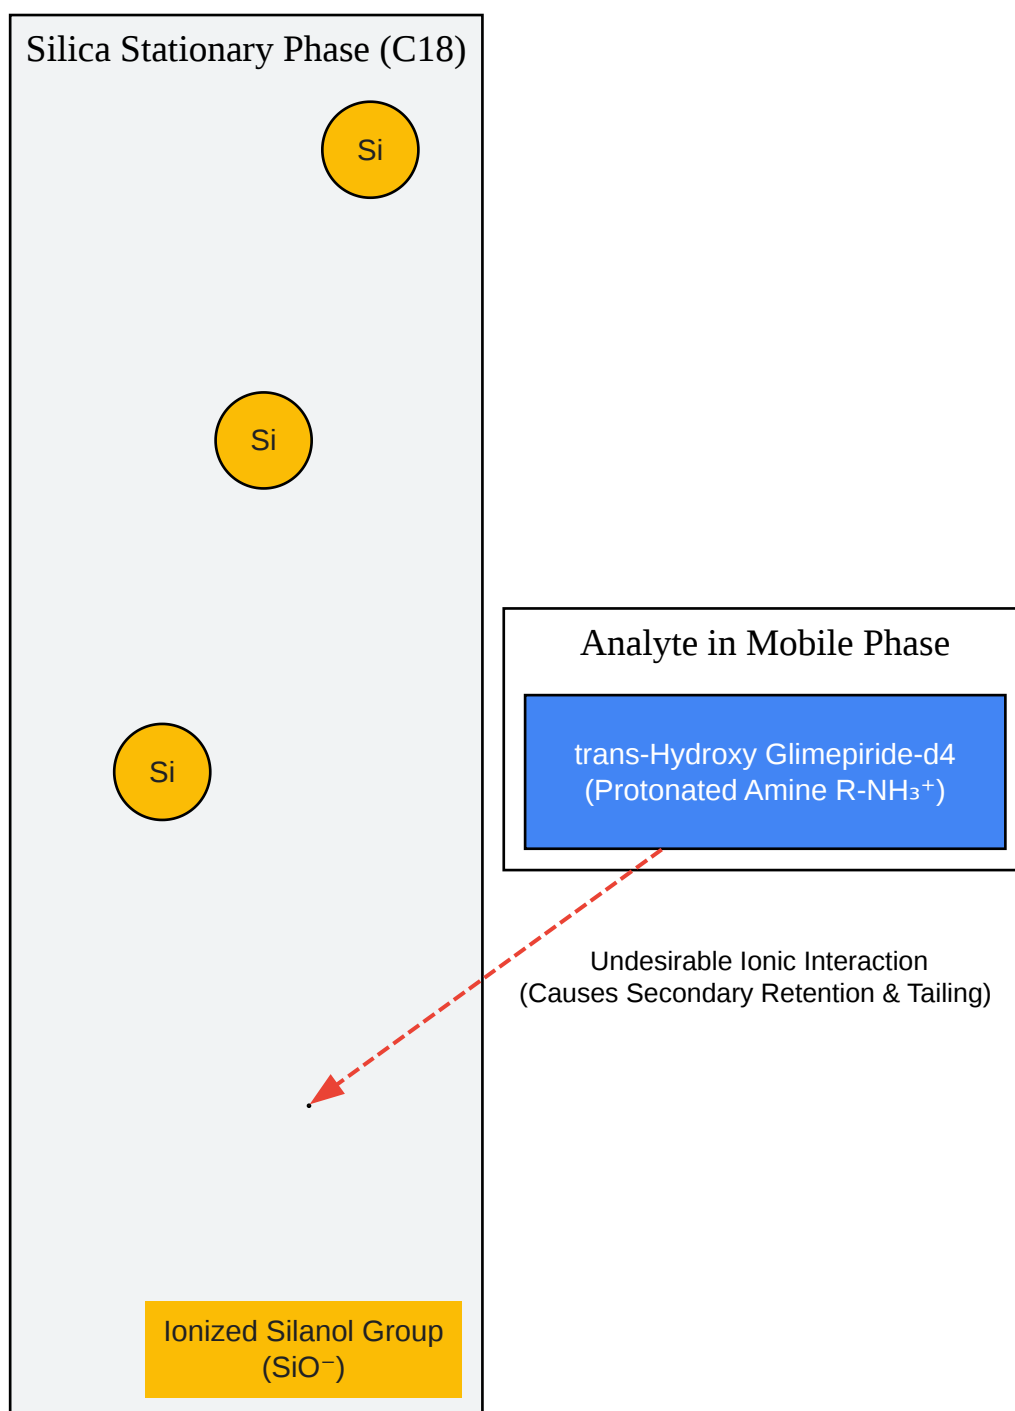 Silica Stationary Phase (C18)
Si
Si
Si
Analyte in Mobile Phase
trans-Hydroxy Glimepiride-d4
(Protonated Amine R-NH₃⁺)
Undesirable Ionic Interaction
(Causes Secondary Retention & Tailing)
Ionized Silanol Group
(SiO⁻)